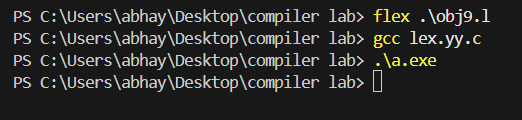 PS C:\Users\abhay\Desktop\compiler lab> flex .\obj9.l
PS C:\Users\abhay\Desktop\compiler lab> gcc lex.yy.c
PS C:\Users\abhay\Desktop\compiler lab> .\a.exe
PS C:\Users\abhay\Desktop\compiler lab>